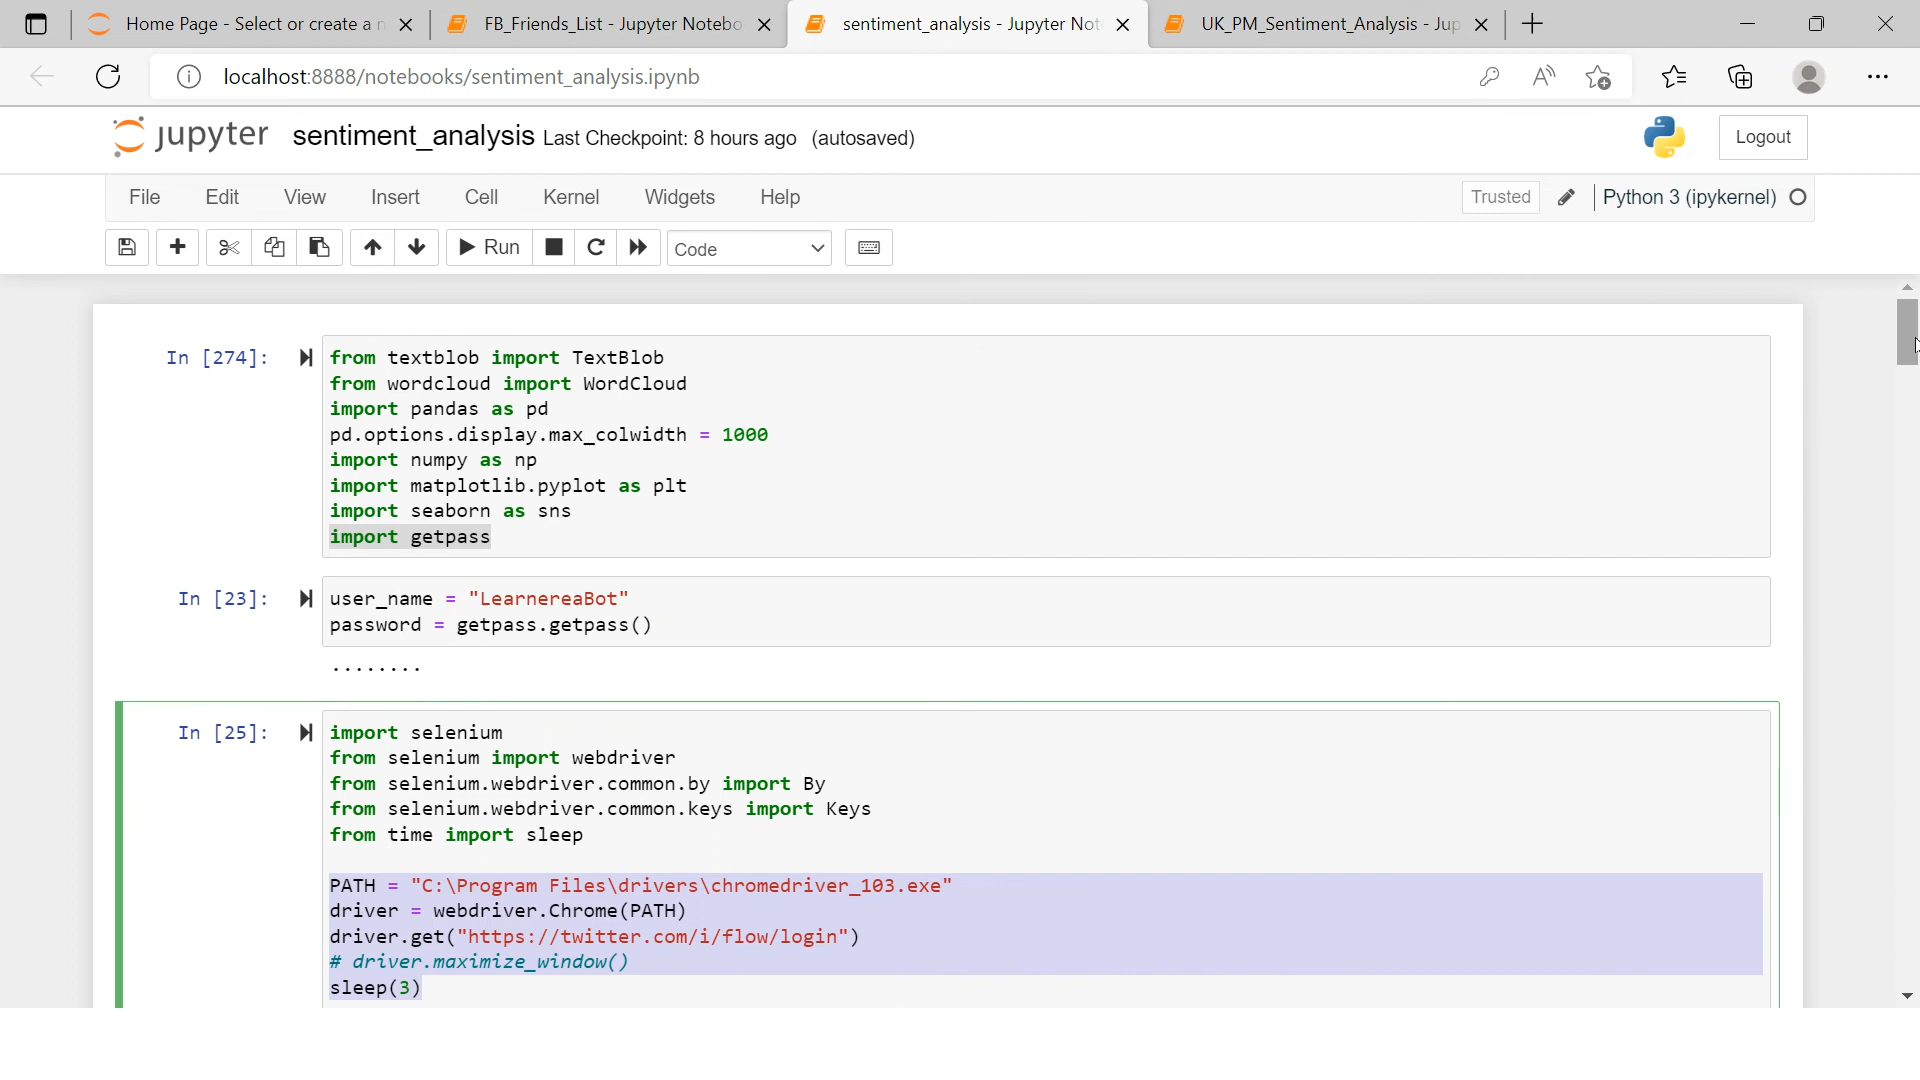 Home Page - Select or create a n
FB_Friends_List - Jupyter Notebo
sentiment_analysis - Jupyter Not
UK_PM_Sentiment_Analysis - Jup
localhost:8888/notebooks/sentiment_analysis.ipynb
jupyter sentiment_analysis Last Checkpoint: 8 hours ago (autosaved)
Logout
File Edit View Insert Cell Kernel Widgets Help
Trusted Python 3 (ipykernel)
Run Code
In [274]: from textblob import TextBlob
from wordcloud import WordCloud
import pandas as pd
pd.options.display.max_colwidth = 1000
import numpy as np
import matplotlib.pyplot as plt
import seaborn as sns
import getpass
In [23]: user_name = "LearnereaBot"
password = getpass.getpass()
........
In [25]: import selenium
from selenium import webdriver
from selenium.webdriver.common.by import By
from selenium.webdriver.common.keys import Keys
from time import sleep
PATH = "C:\Program Files\drivers\chromedriver_103.exe"
driver = webdriver.Chrome(PATH)
driver.get("https://twitter.com/i/flow/login")
# driver.maximize_window()
sleep(3)